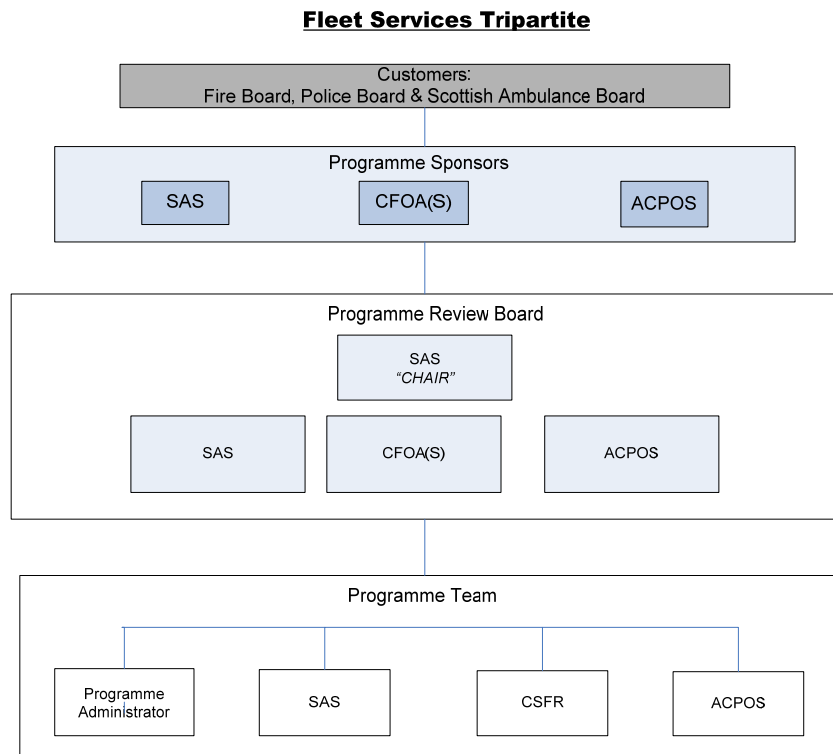 Fleet Services Tripartite
Customers:
Fire Board, Police Board & Scottish Ambulance Board
Programme Sponsors
SAS
CFOA(S)
ACPOS
Programme Review Board
SAS
“CHAIR”
SAS
CFOA(S)
ACPOS
Programme Team
Programme
Administrator
SAS
CSFR
ACPOS